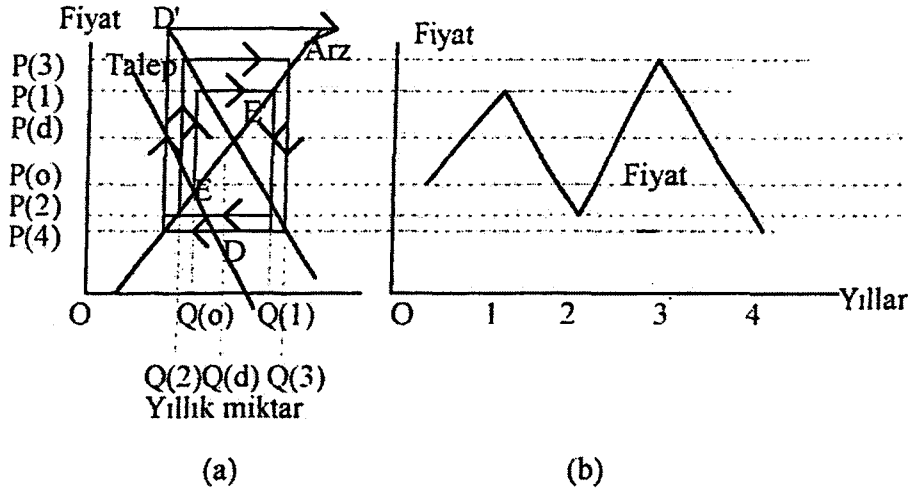 Fiyat D'
Talep
Arz
P(3)
P(1)
P(d)
P(o)
P(2)
P(4)
E
E
D
O Q(o) Q(1)
Q(2) Q(d) Q(3)
Yıllık miktar
(a)
Fiyat
Fiyat
O 1 2 3 4 Yıllar
(b)